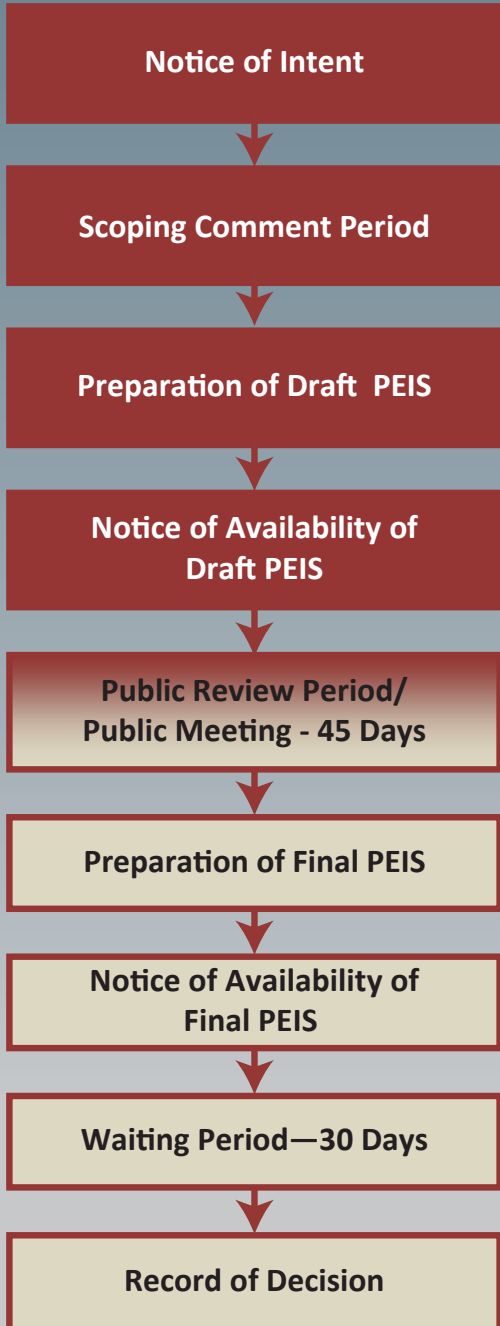 Notice of Intent
Scoping Comment Period
Preparation of Draft PEIS
Notice of Availability of
Draft PEIS
Public Review Period/
Public Meeting - 45 Days
Preparation of Final PEIS
Notice of Availability of
Final PEIS
Waiting Period—30 Days
Record of Decision